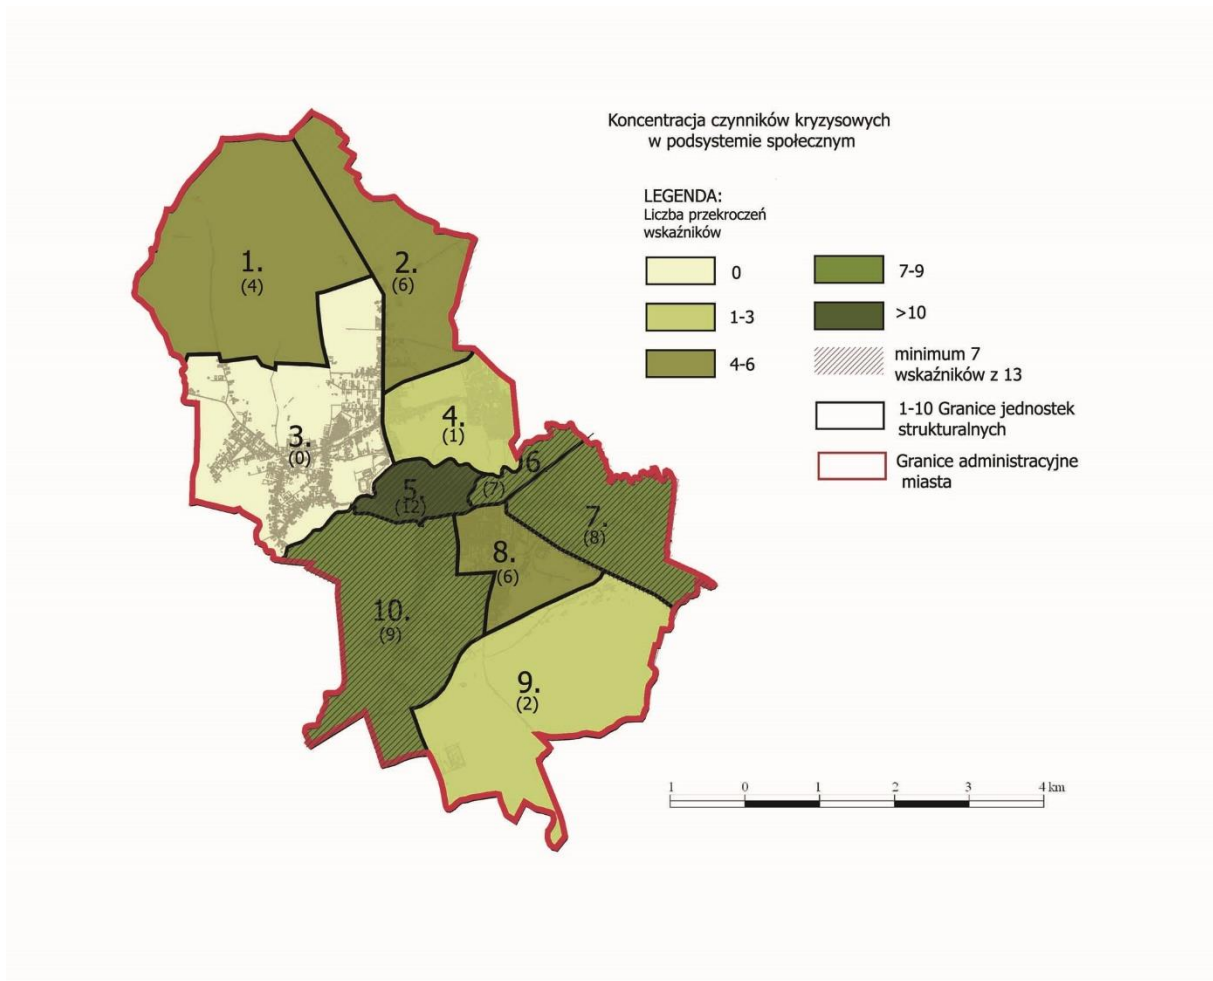 Koncentracja czynników kryzysowych
w podsystemie społecznym
LEGENDA:
Liczba przekroczeń
wskaźników
0
1-3
4-6
7-9
>10
minimum 7
wskaźników z 13
1-10 Granice jednostek
strukturalnych
Granice administracyjne
miasta
1.
(4)
2.
(6)
3.
(0)
4.
(1)
5.
(12)
6
(7)
7.
(8)
8.
(6)
9.
(2)
10.
(9)
1 0 1 2 3 4 km